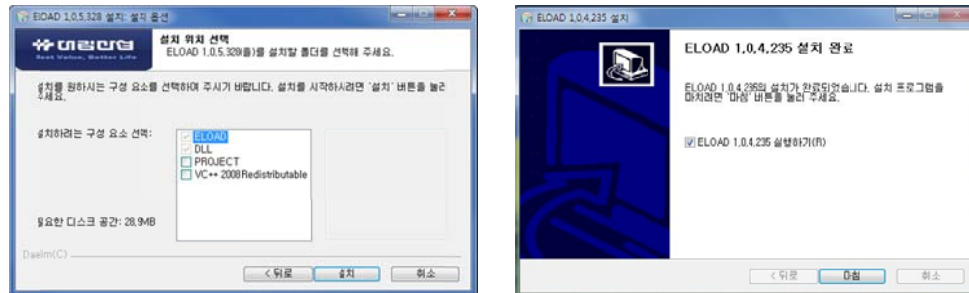 ELOAD 1,0,5,328 설치: 설치 옵션
대림산업
Best Value, Better Life
설치 위치 선택
ELOAD 1,0,5,328(을)를 설치할 폴더를 선택해 주세요.
설치를 원하시는 구성 요소를 선택하여 주시기 바랍니다. 설치를 시작하시려면 '설치' 버튼을 눌러
주세요.
설치하려는 구성 요소 선택:
ELOAD
DLL
PROJECT
VC++ 2008 Redistributable
필요한 디스크 공간: 28,9MB
Daelm(C)
< 뒤로
설치
취소
ELOAD 1,0,4,235 설치
ELOAD 1,0,4,235 설치 완료
ELOAD 1,0,4,235의 설치가 완료되었습니다. 설치 프로그램을
마치려면 '마침' 버튼을 눌러 주세요.
ELOAD 1,0,4,235 실행하기(R)
< 뒤로
마침
취소